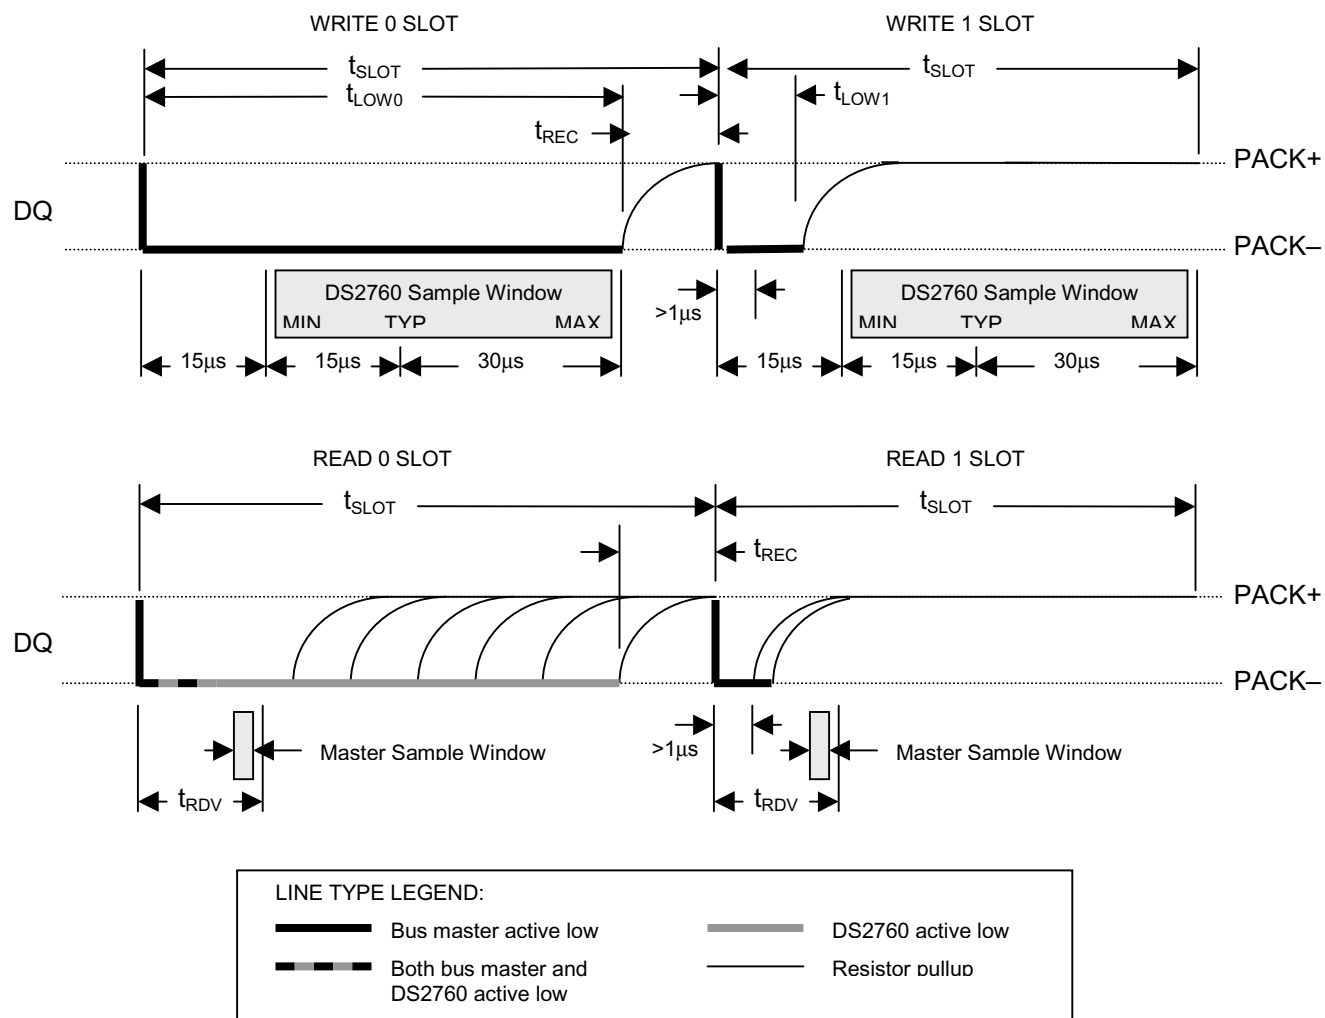 WRITE 0 SLOT WRITE 1 SLOT
tSLOT tSLOT
tLOW0 tLOW1
tREC
PACK+
DQ
PACK–
DS2760 Sample Window DS2760 Sample Window
MIN TYP MAX >1μs MIN TYP MAX
15μs 15μs 30μs 15μs 15μs 30μs
READ 0 SLOT READ 1 SLOT
tSLOT tSLOT
tREC
PACK+
DQ
PACK–
Master Sample Window >1μs Master Sample Window
tRDV tRDV
LINE TYPE LEGEND:
Bus master active low DS2760 active low
Both bus master and Resistor pullup
DS2760 active low